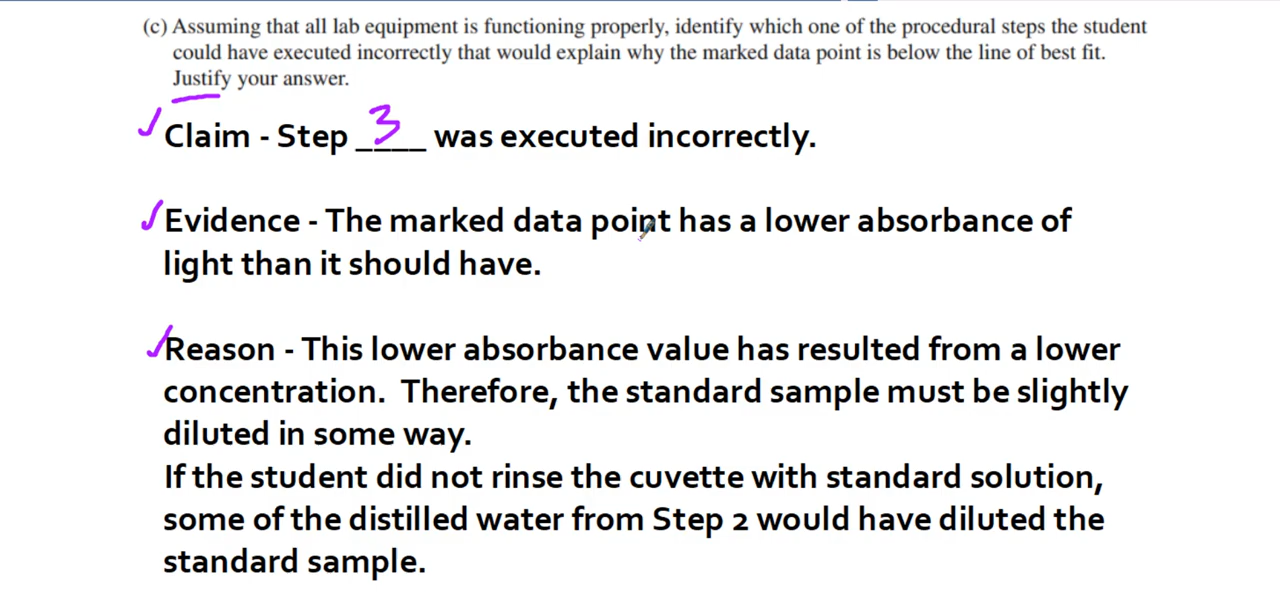 (c) Assuming that all lab equipment is functioning properly, identify which one of the procedural steps the student
could have executed incorrectly that would explain why the marked data point is below the line of best fit.
Justify your answer.
Claim - Step 3 was executed incorrectly.
Evidence - The marked data point has a lower absorbance of
light than it should have.
Reason - This lower absorbance value has resulted from a lower
concentration. Therefore, the standard sample must be slightly
diluted in some way.
If the student did not rinse the cuvette with standard solution,
some of the distilled water from Step 2 would have diluted the
standard sample.